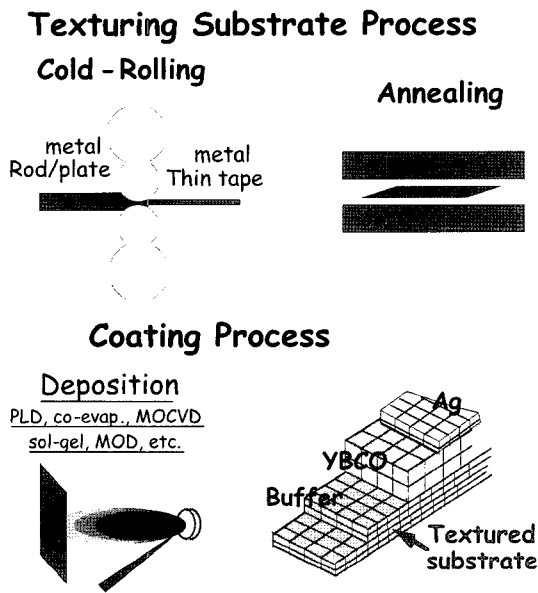 Texturing Substrate Process
Cold - Rolling
Annealing
metal
Rod/plate
metal
Thin tape
Coating Process
Deposition
PLD, co-evap., MOCVD
sol-gel, MOD, etc.
Ag
YBCO
Buffer
Textured
substrate